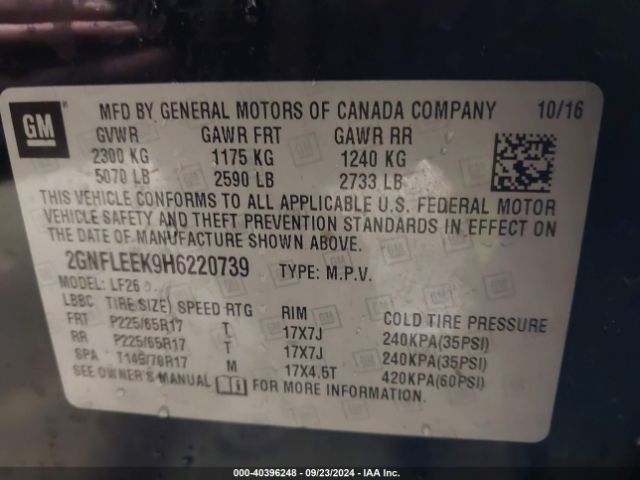 GM ® MFD BY GENERAL MOTORS OF CANADA COMPANY 10/16
GVWR GAWR FRT GAWR RR
2300 KG 1175 KG 1240 KG
5070 LB 2590 LB 2733 LB
THIS VEHICLE CONFORMS TO ALL APPLICABLE U.S. FEDERAL MOTOR
VEHICLE SAFETY AND THEFT PREVENTION STANDARDS IN EFFECT ON
THE DATE OF MANUFACTURE SHOWN ABOVE.
2GNFLEEK9H6220739 TYPE: M.P.V.
MODEL: LF26
LBBC TIRE SIZE SPEED RTG RIM COLD TIRE PRESSURE
FRT P225/65R17 T 17X7J 240KPA(35PSI)
RR P225/65R17 T 17X7J 240KPA(35PSI)
SPA T145/70R17 M 17X4.5T 420KPA(60PSI)
SEE OWNER'S MANUAL FOR MORE INFORMATION.
000-40396248 - 09/23/2024 - IAA Inc.